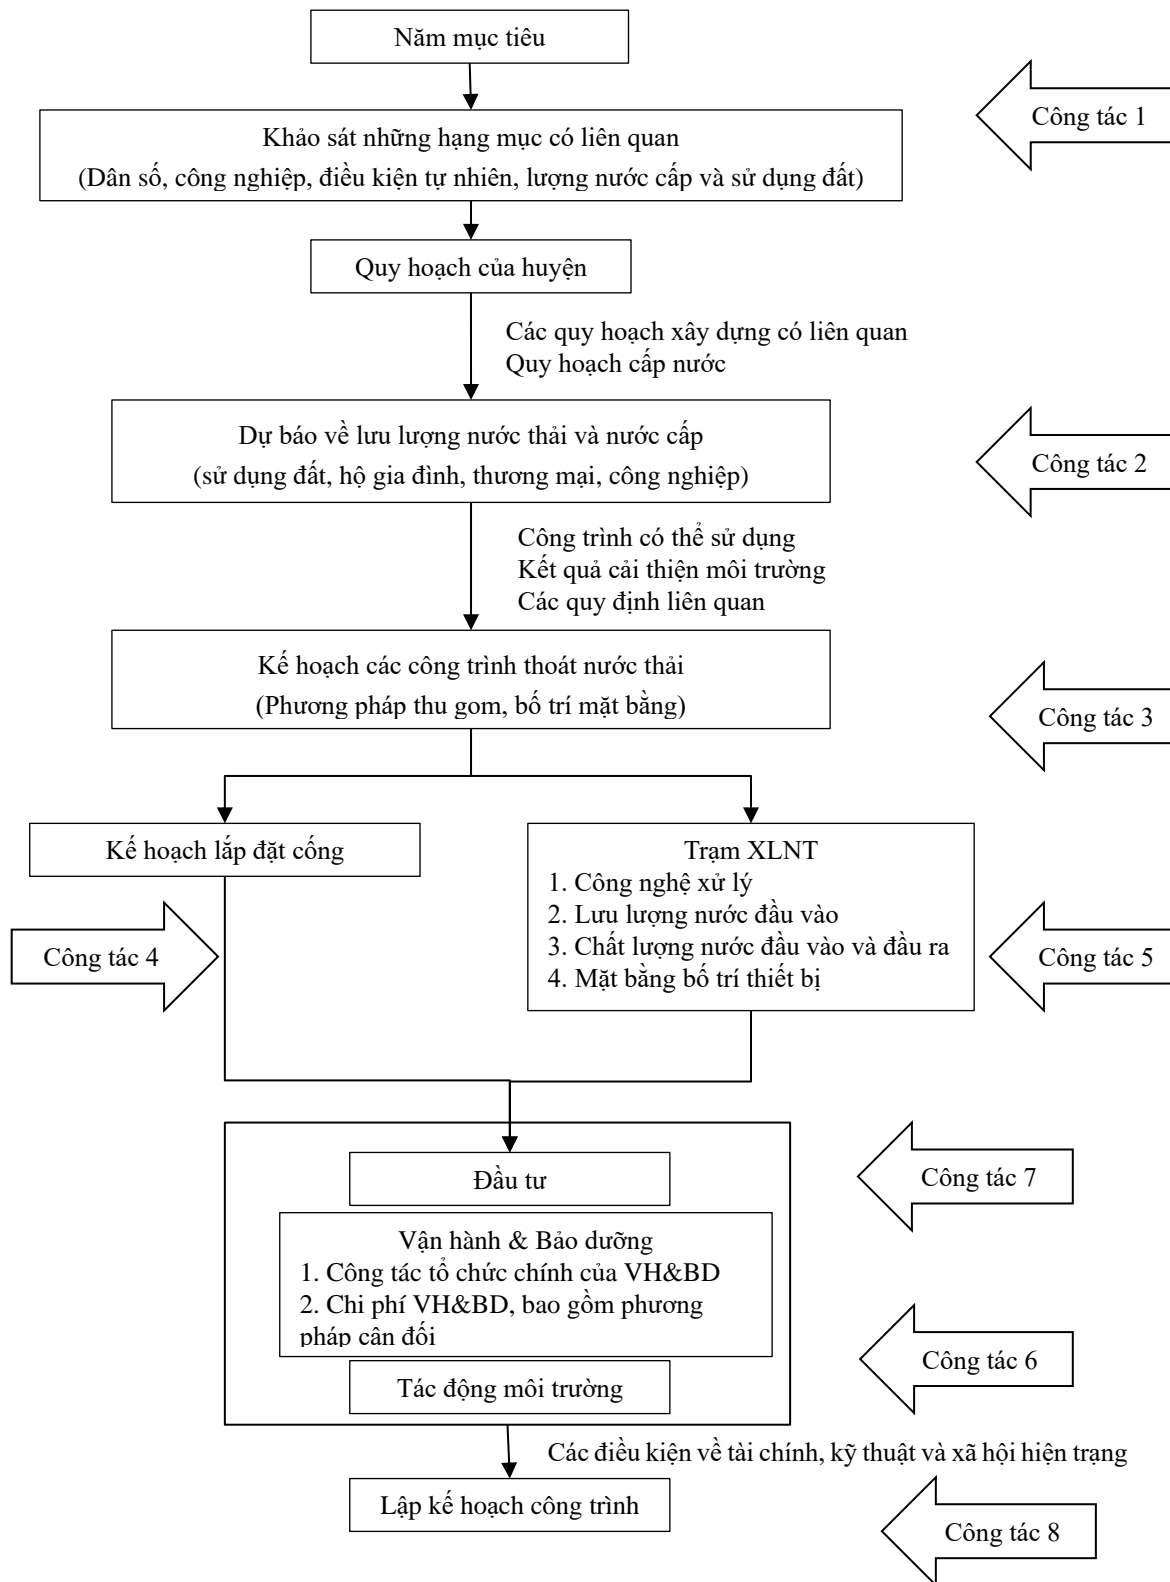 Năm mục tiêu
Công tác 1
Khảo sát những hạng mục có liên quan
(Dân số, công nghiệp, điều kiện tự nhiên, lượng nước cấp và sử dụng đất)
Quy hoạch của huyện
Các quy hoạch xây dựng có liên quan
Quy hoạch cấp nước
Dự báo về lưu lượng nước thải và nước cấp
(sử dụng đất, hộ gia đình, thương mại, công nghiệp)
Công tác 2
Công trình có thể sử dụng
Kết quả cải thiện môi trường
Các quy định liên quan
Kế hoạch các công trình thoát nước thải
(Phương pháp thu gom, bố trí mặt bằng)
Công tác 3
Kế hoạch lắp đặt cống
Trạm XLNT
1. Công nghệ xử lý
2. Lưu lượng nước đầu vào
3. Chất lượng nước đầu vào và đầu ra
4. Mặt bằng bố trí thiết bị
Công tác 4
Công tác 5
Đầu tư
Công tác 7
Vận hành & Bảo dưỡng
1. Công tác tổ chức chính của VH&BD
2. Chi phí VH&BD, bao gồm phương
pháp cân đối
Công tác 6
Tác động môi trường
Các điều kiện về tài chính, kỹ thuật và xã hội hiện trạng
Lập kế hoạch công trình
Công tác 8